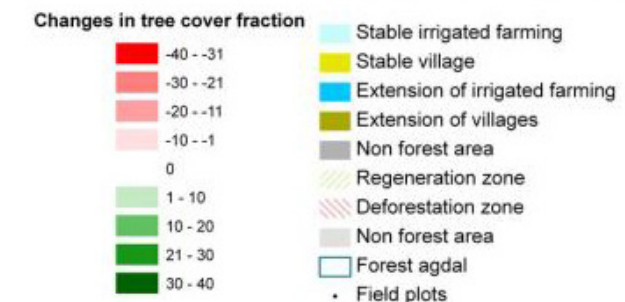 Changes in tree cover fraction
-40 - -31
-30 - -21
-20 - -11
-10 - -1
0
1 - 10
10 - 20
21 - 30
30 - 40
Stable irrigated farming
Stable village
Extension of irrigated farming
Extension of villages
Non forest area
Regeneration zone
Deforestation zone
Non forest area
Forest agdal
Field plots